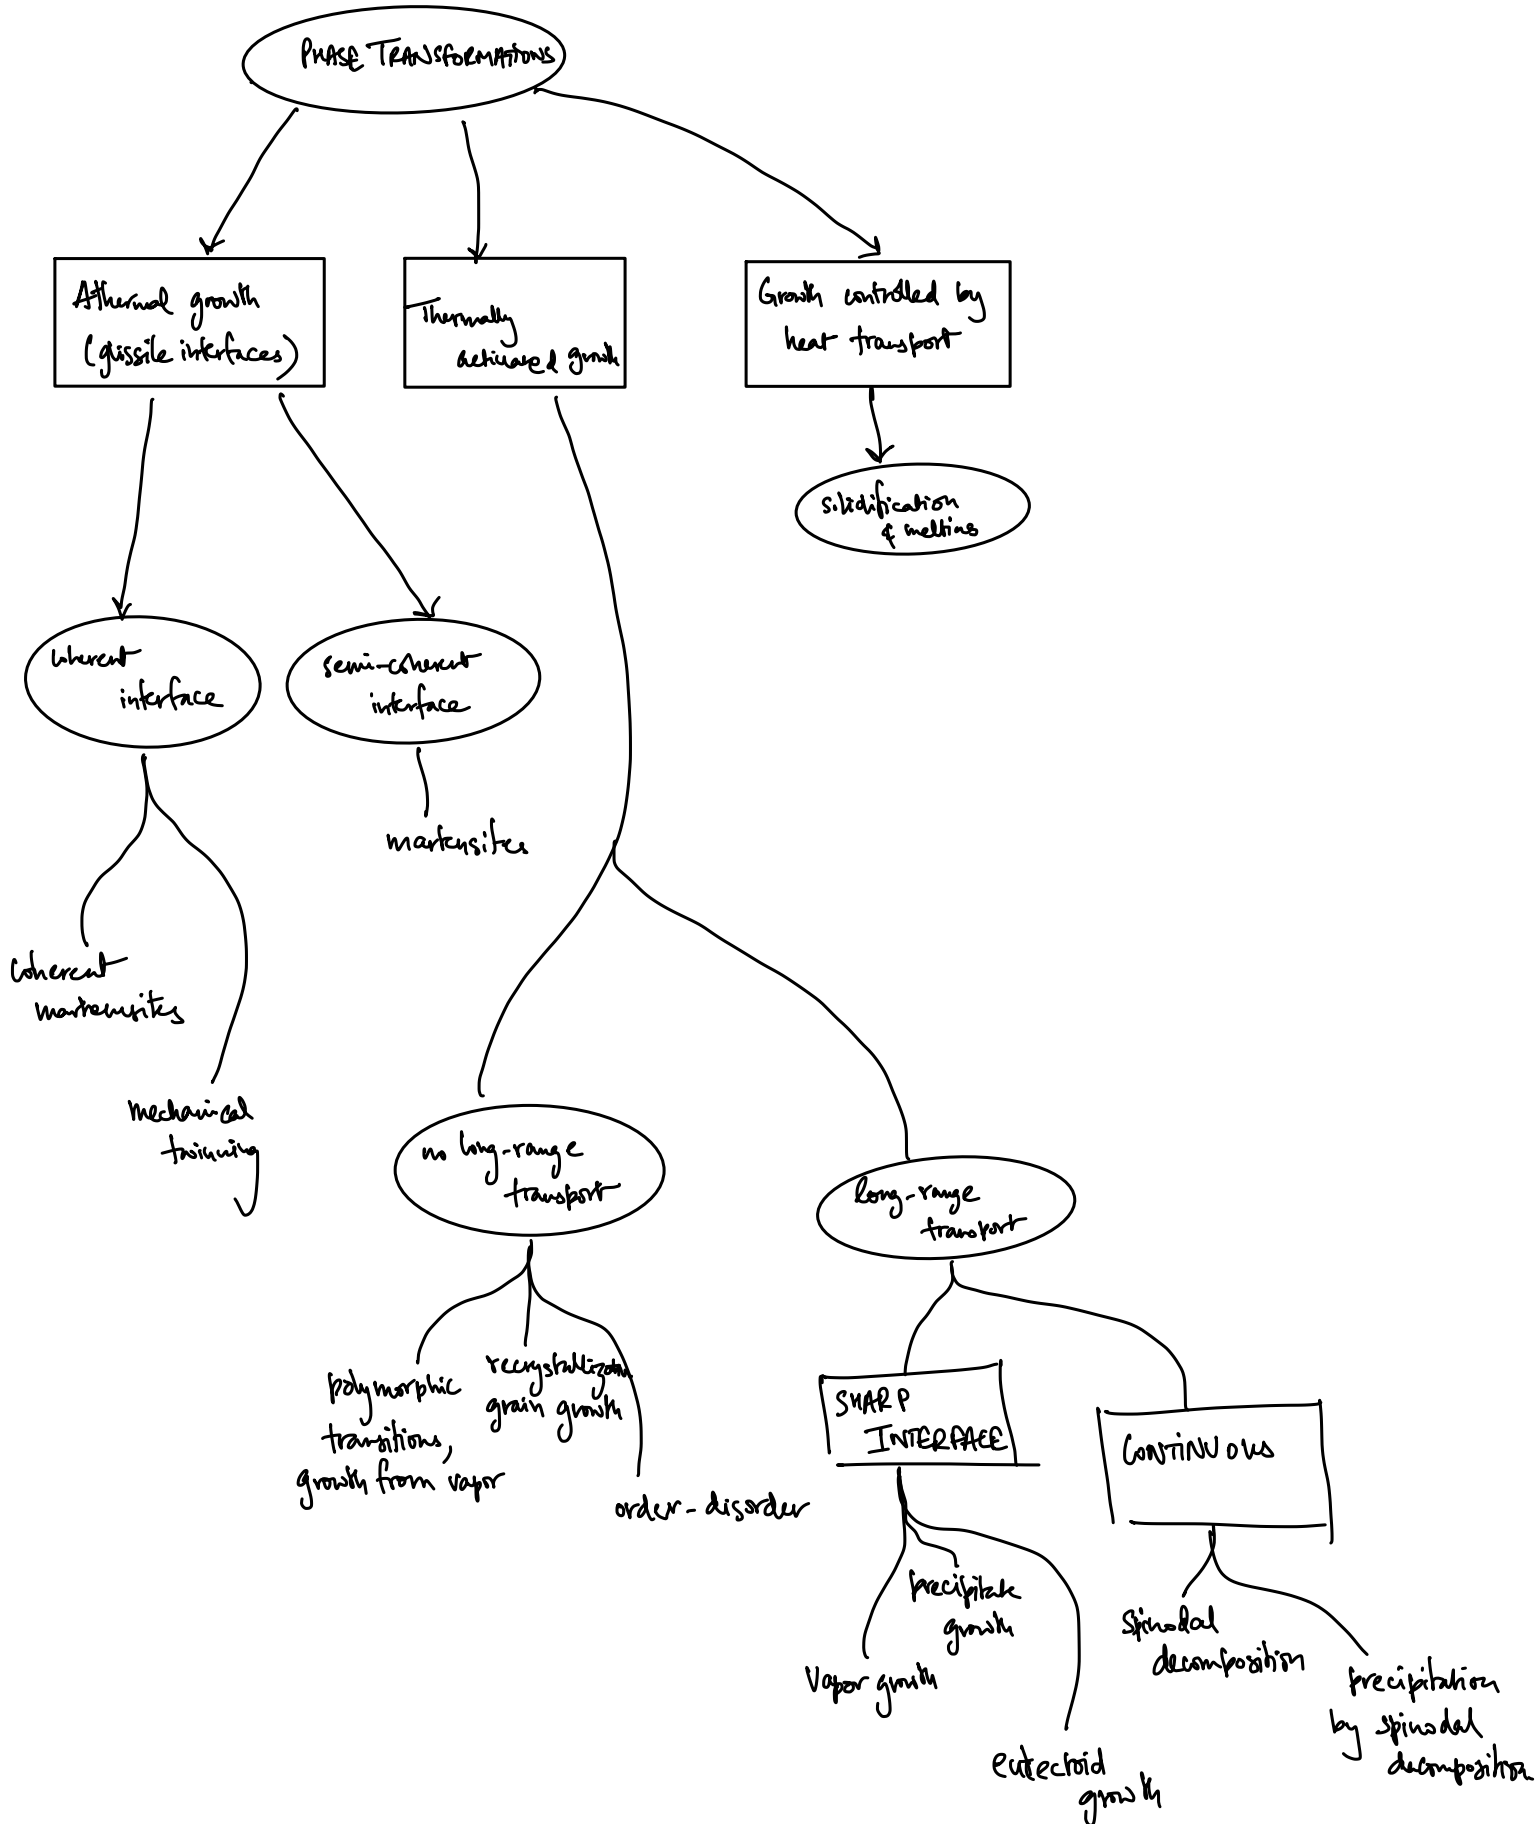 PHASE TRANSFORMATIONS
Athermal growth
(glissile interfaces)
Thermally
activated growth
Growth controlled by
heat transport
solidification
& melting
coherent
interface
semi-coherent
interface
martensites
coherent
martensites
mechanical
twinning
no long-range
transport
long-range
transport
polymorphic
transitions,
growth from vapor
recrystallization
grain growth
order-disorder
SHARP
INTERFACE
CONTINUOUS
Vapor growth
precipitate
growth
eutectoid
growth
spinodal
decomposition
precipitation
by spinodal
decomposition